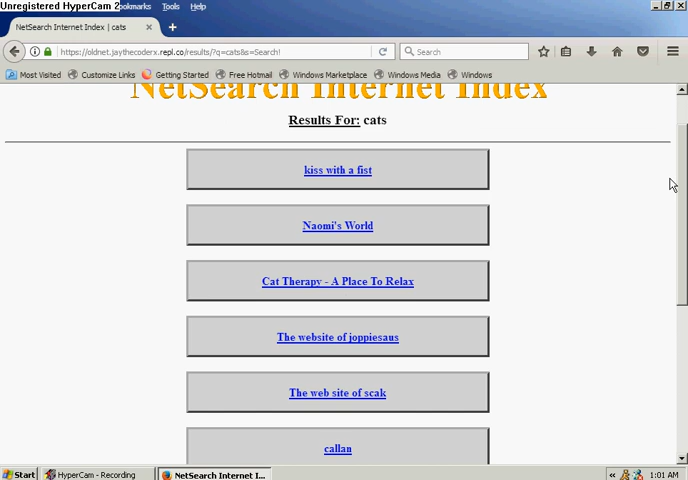 Unregistered HyperCam 2
okmarks Tools Help
NetSearch Internet Index | cats
https://oldnet.jaythecoderx.repl.co/results/?q=cats&s=Search!
Search
Most Visited Customize Links Getting Started Free Hotmail Windows Marketplace Windows Media Windows
NetSearch Internet Index
Results For: cats
kiss with a fist
Naomi's World
Cat Therapy - A Place To Relax
The website of joppiesaus
The web site of scak
callan
Start HyperCam - Recording NetSearch Internet I... « 1:01 AM